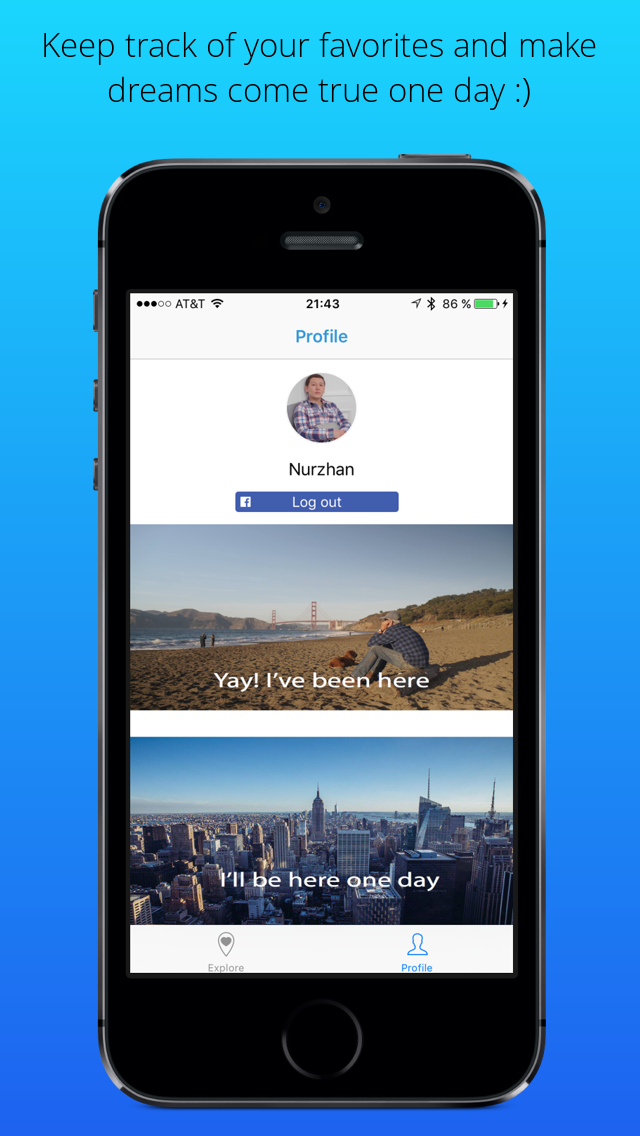 Keep track of your favorites and make
dreams come true one day :)
AT&T 21:43 86 %
Profile
Nurzhan
Log out
Yay! I've been here
I'll be here one day
Explore Profile